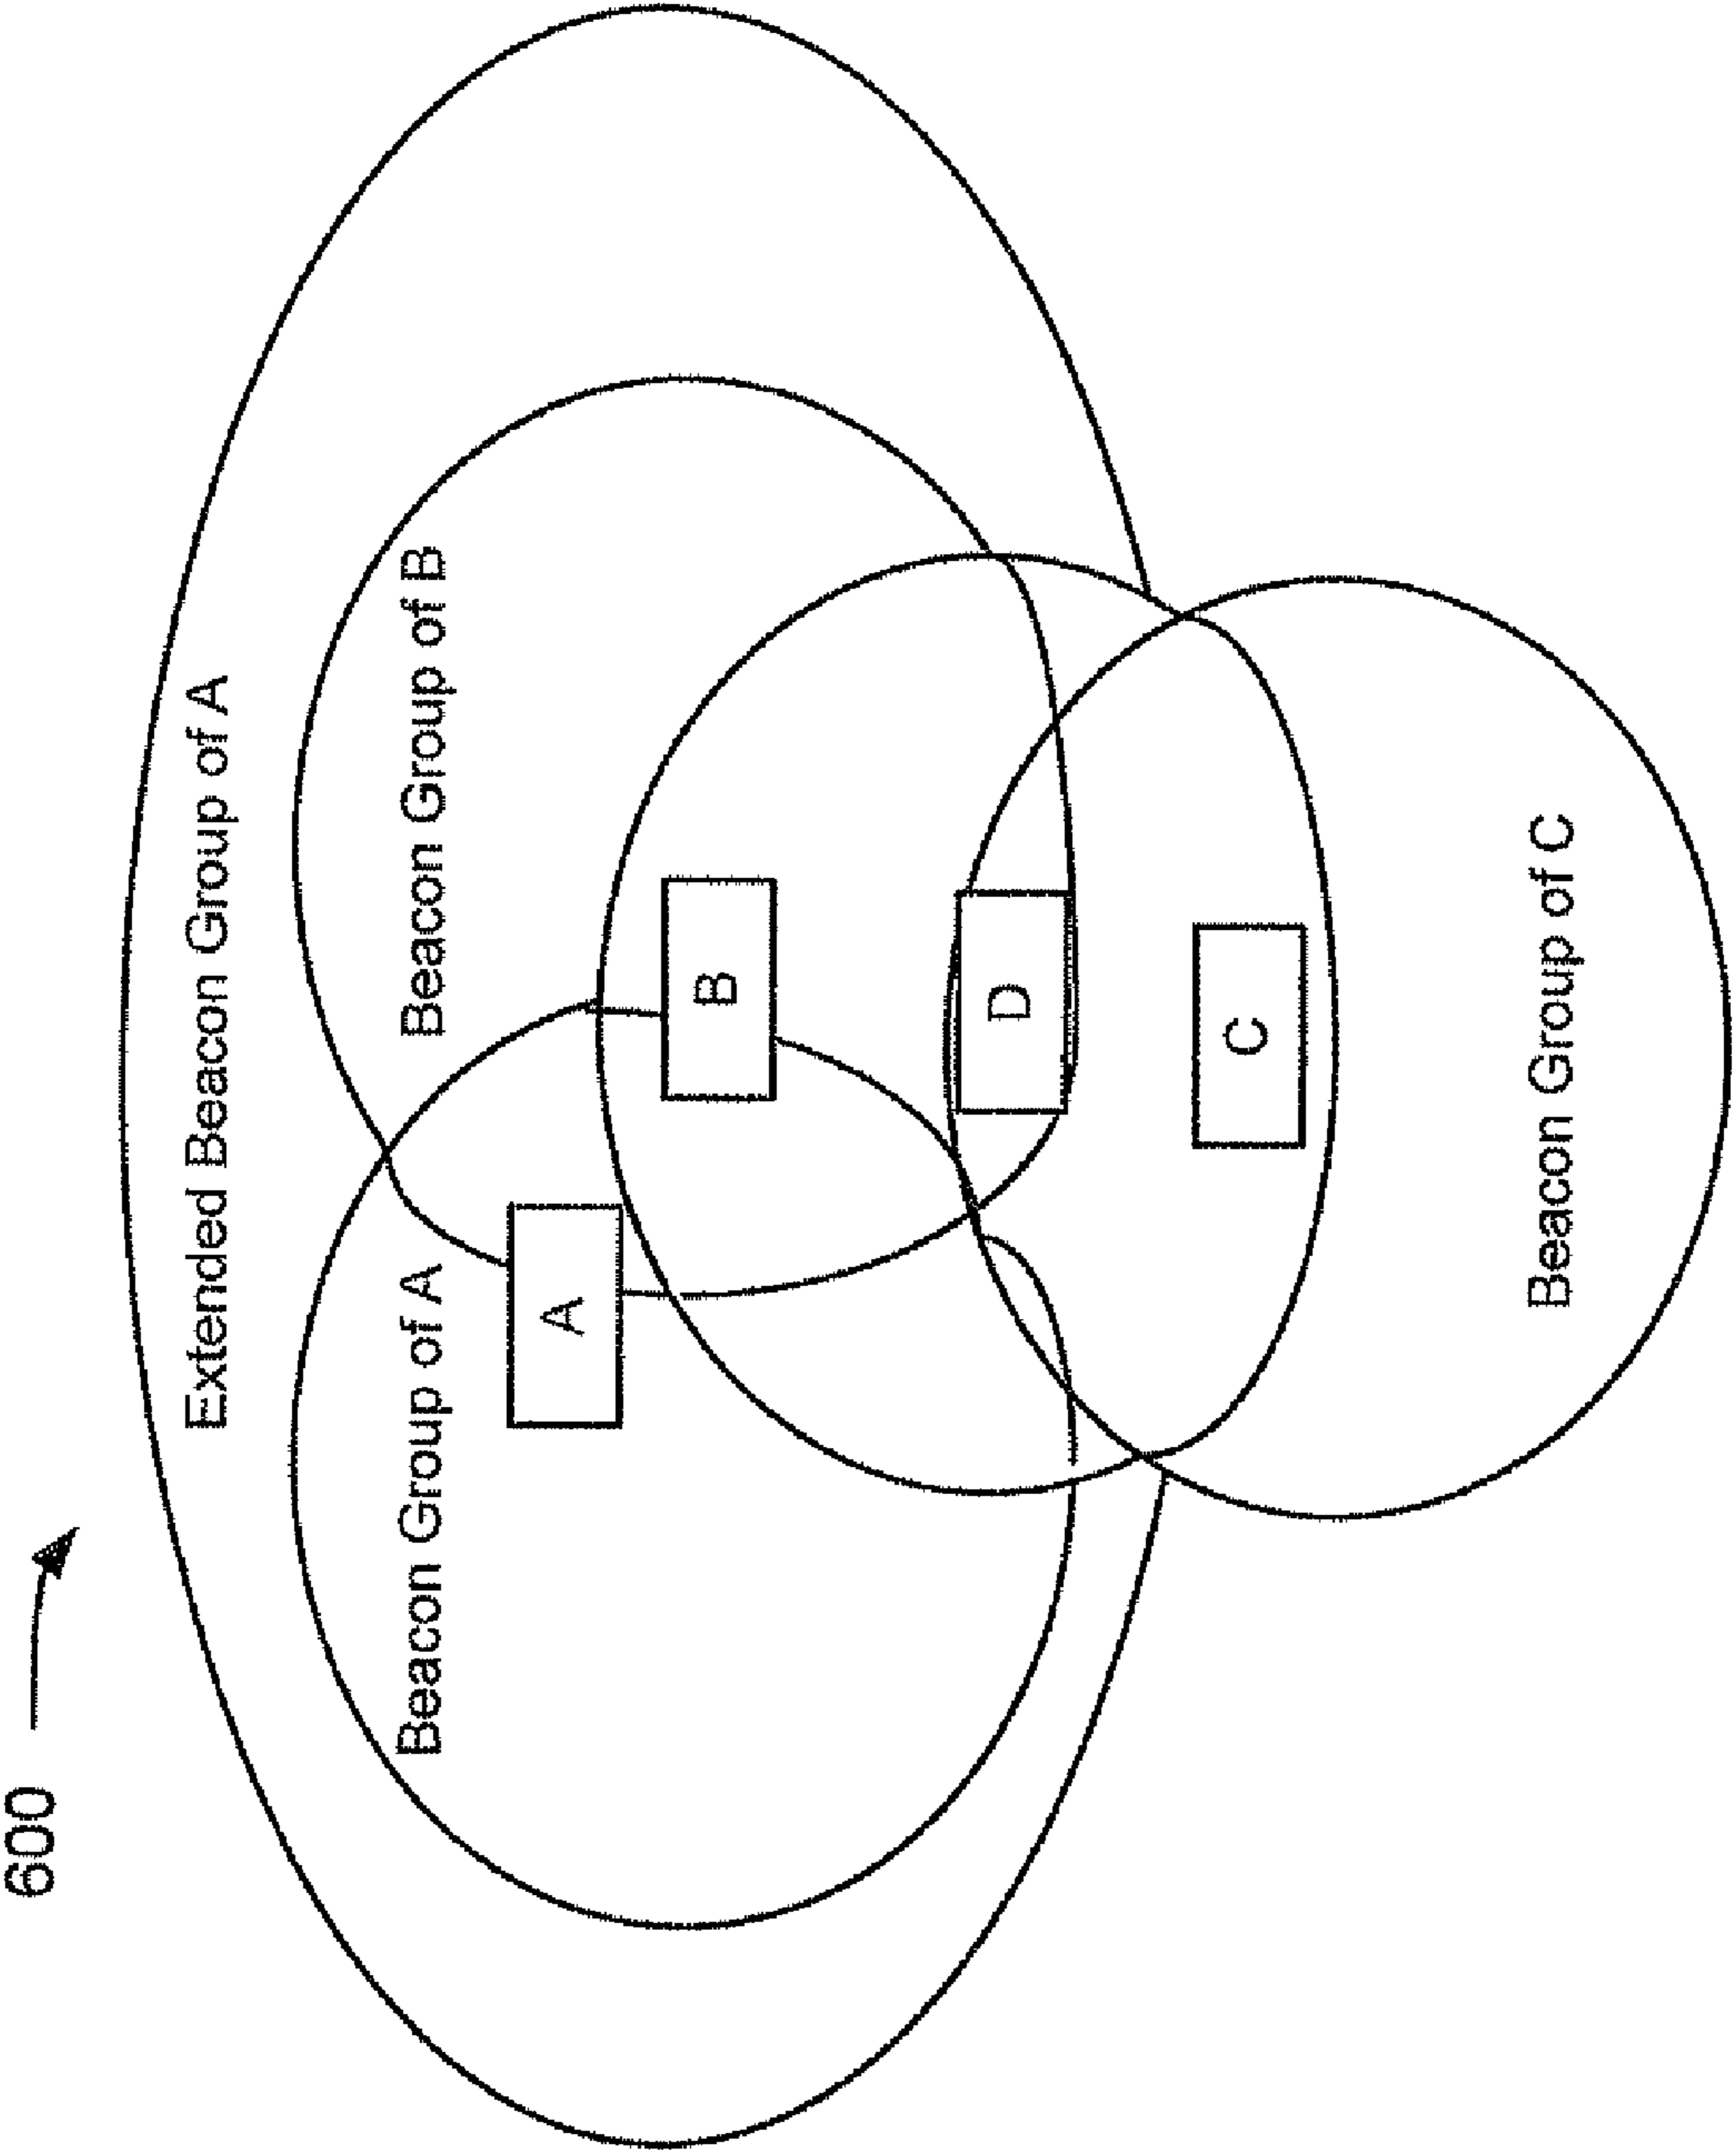 600
Extended Beacon Group of A
Beacon Group of A
Beacon Group of B
A
B
D
C
Beacon Group of C